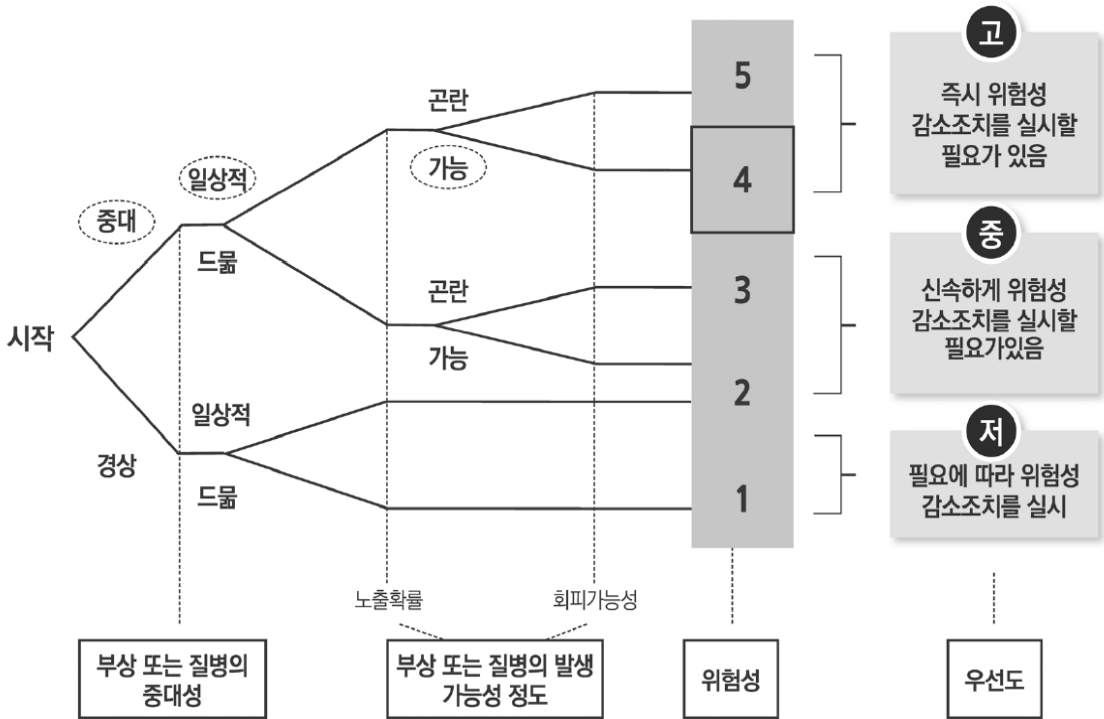 시작
중대
경상
일상적
드묾
일상적
드묾
곤란
가능
곤란
가능
5
4
3
2
1
고
즉시 위험성
감소조치를 실시할
필요가 있음
중
신속하게 위험성
감소조치를 실시할
필요가있음
저
필요에 따라 위험성
감소조치를 실시
노출확률
회피가능성
부상 또는 질병의
중대성
부상 또는 질병의 발생
가능성 정도
위험성
우선도